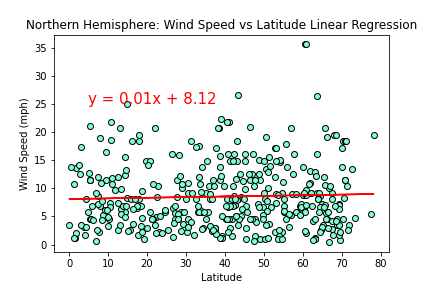 Northern Hemisphere: Wind Speed vs Latitude Linear Regression
35
30
y = 0.01x + 8.12
25
20
15
10
5
0
Wind Speed (mph)
0 10 20 30 40 50 60 70 80
Latitude